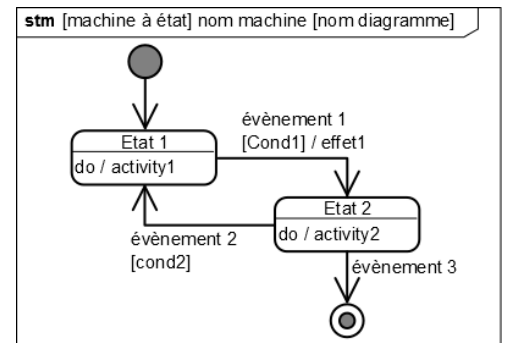 stm [machine à état] nom machine [nom diagramme]
évènement 1
[Cond1] / effet1
Etat 1
do / activity1
Etat 2
do / activity2
évènement 2
[cond2]
évènement 3